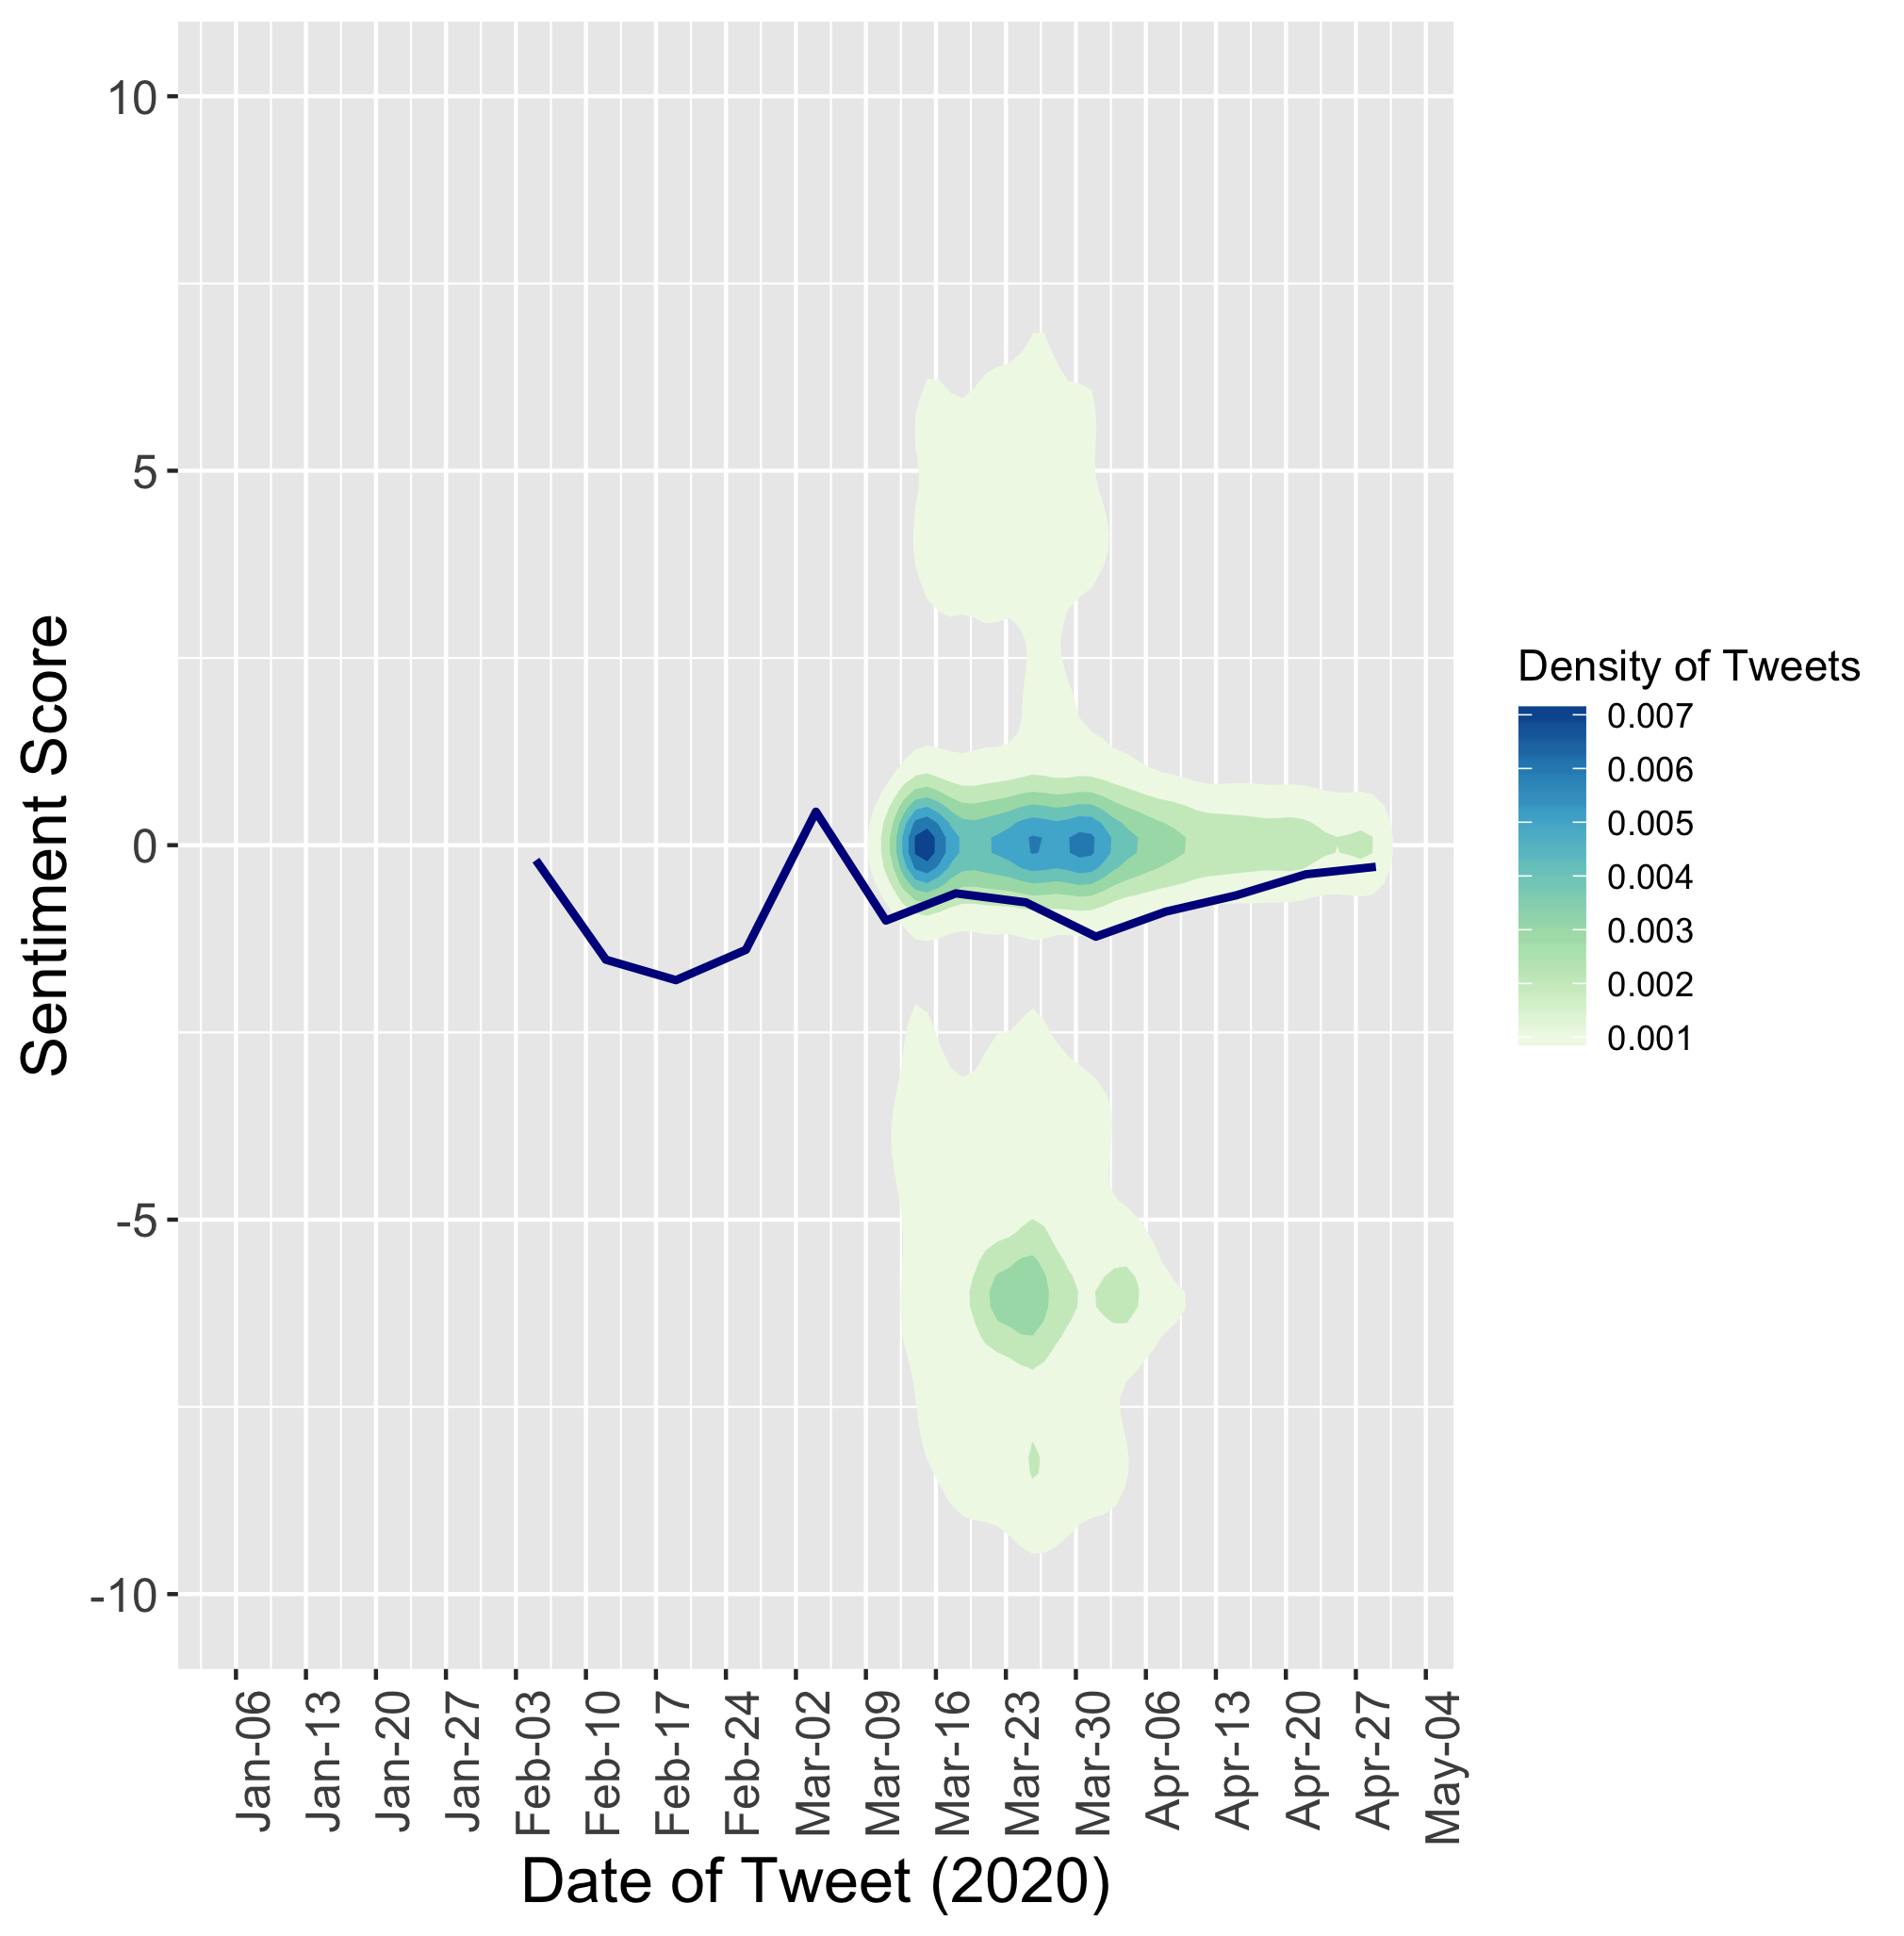 Sentiment Score
10
5
0
-5
-10
Jan-06
Jan-13
Jan-20
Jan-27
Feb-03
Feb-10
Feb-17
Feb-24
Mar-02
Mar-09
Mar-16
Mar-23
Mar-30
Apr-06
Apr-13
Apr-20
Apr-27
May-04
Date of Tweet (2020)
Density of Tweets
0.007
0.006
0.005
0.004
0.003
0.002
0.001